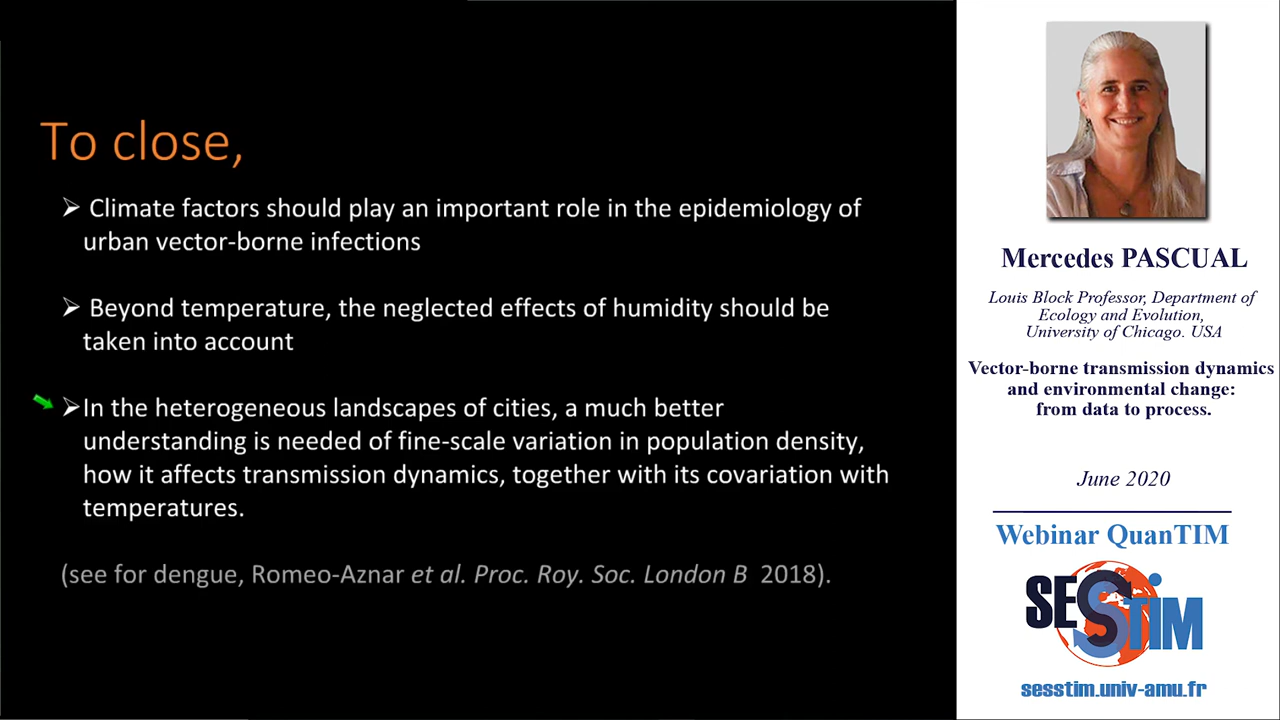 To close,
➢ Climate factors should play an important role in the epidemiology of
urban vector-borne infections
➢ Beyond temperature, the neglected effects of humidity should be
taken into account
➢In the heterogeneous landscapes of cities, a much better
understanding is needed of fine-scale variation in population density,
how it affects transmission dynamics, together with its covariation with
temperatures.
(see for dengue, Romeo-Aznar et al. Proc. Roy. Soc. London B 2018).
Mercedes PASCUAL
Louis Block Professor, Department of
Ecology and Evolution,
University of Chicago. USA
Vector-borne transmission dynamics
and environmental change:
from data to process.
June 2020
Webinar QuanTIM
SESSTIM
sesstim.univ-amu.fr